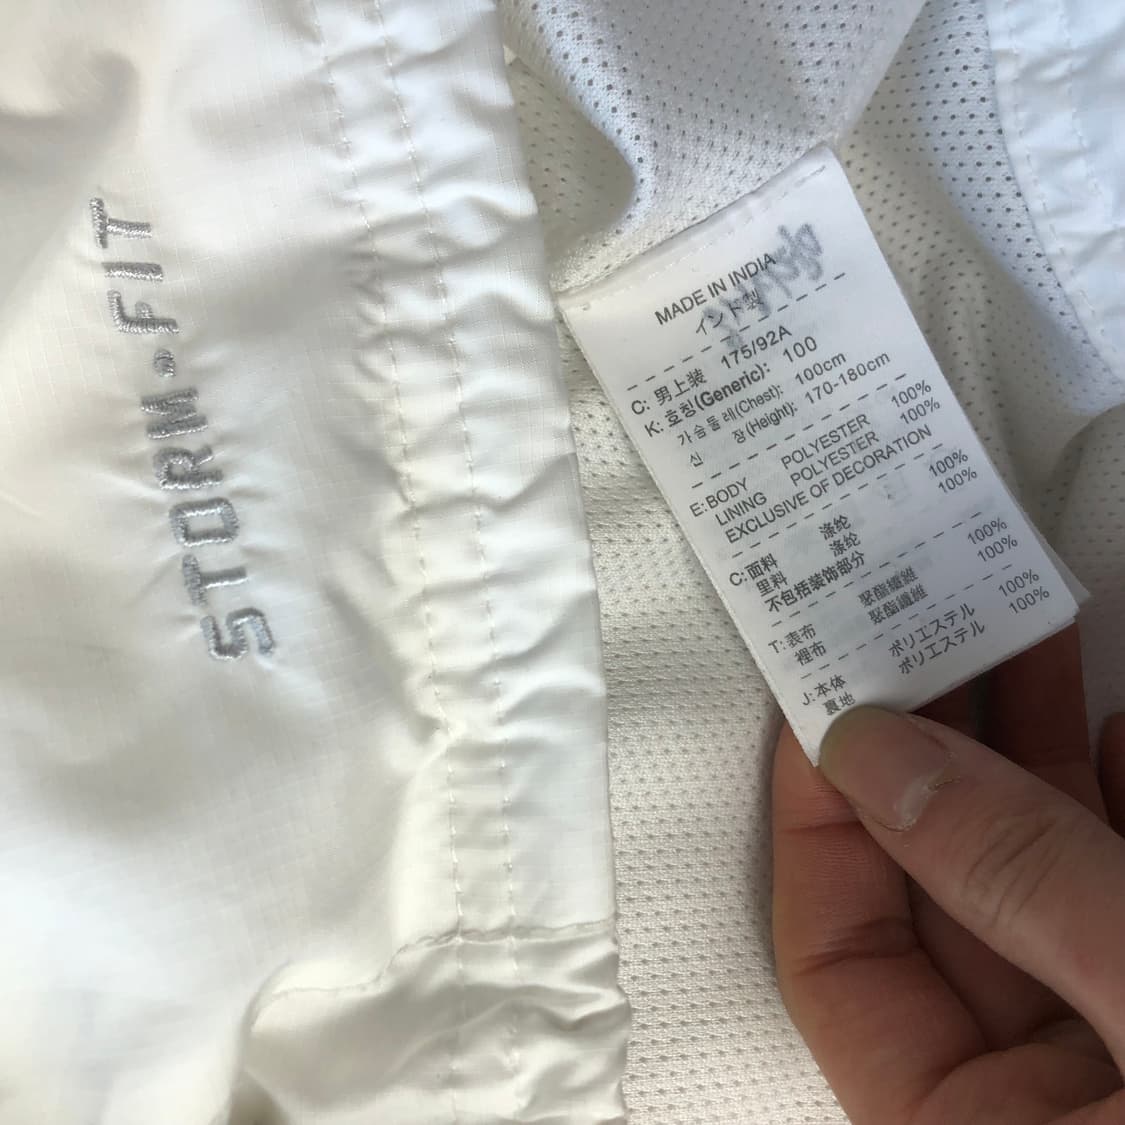 STORM•FIT
MADE IN INDIA
インド製
C: 男上装 175/92A
K: 호칭(Generic): 100
가슴둘레(Chest): 100cm
신 장(Height): 170-180cm
E: BODY POLYESTER 100%
LINING POLYESTER 100%
EXCLUSIVE OF DECORATION
C: 面料 涤纶 100%
里料 涤纶 100%
不包括装饰部分
T: 表布 聚酯纖維 100%
裡布 聚酯纖維 100%
J: 本体 ポリエステル 100%
裏地 ポリエステル 100%